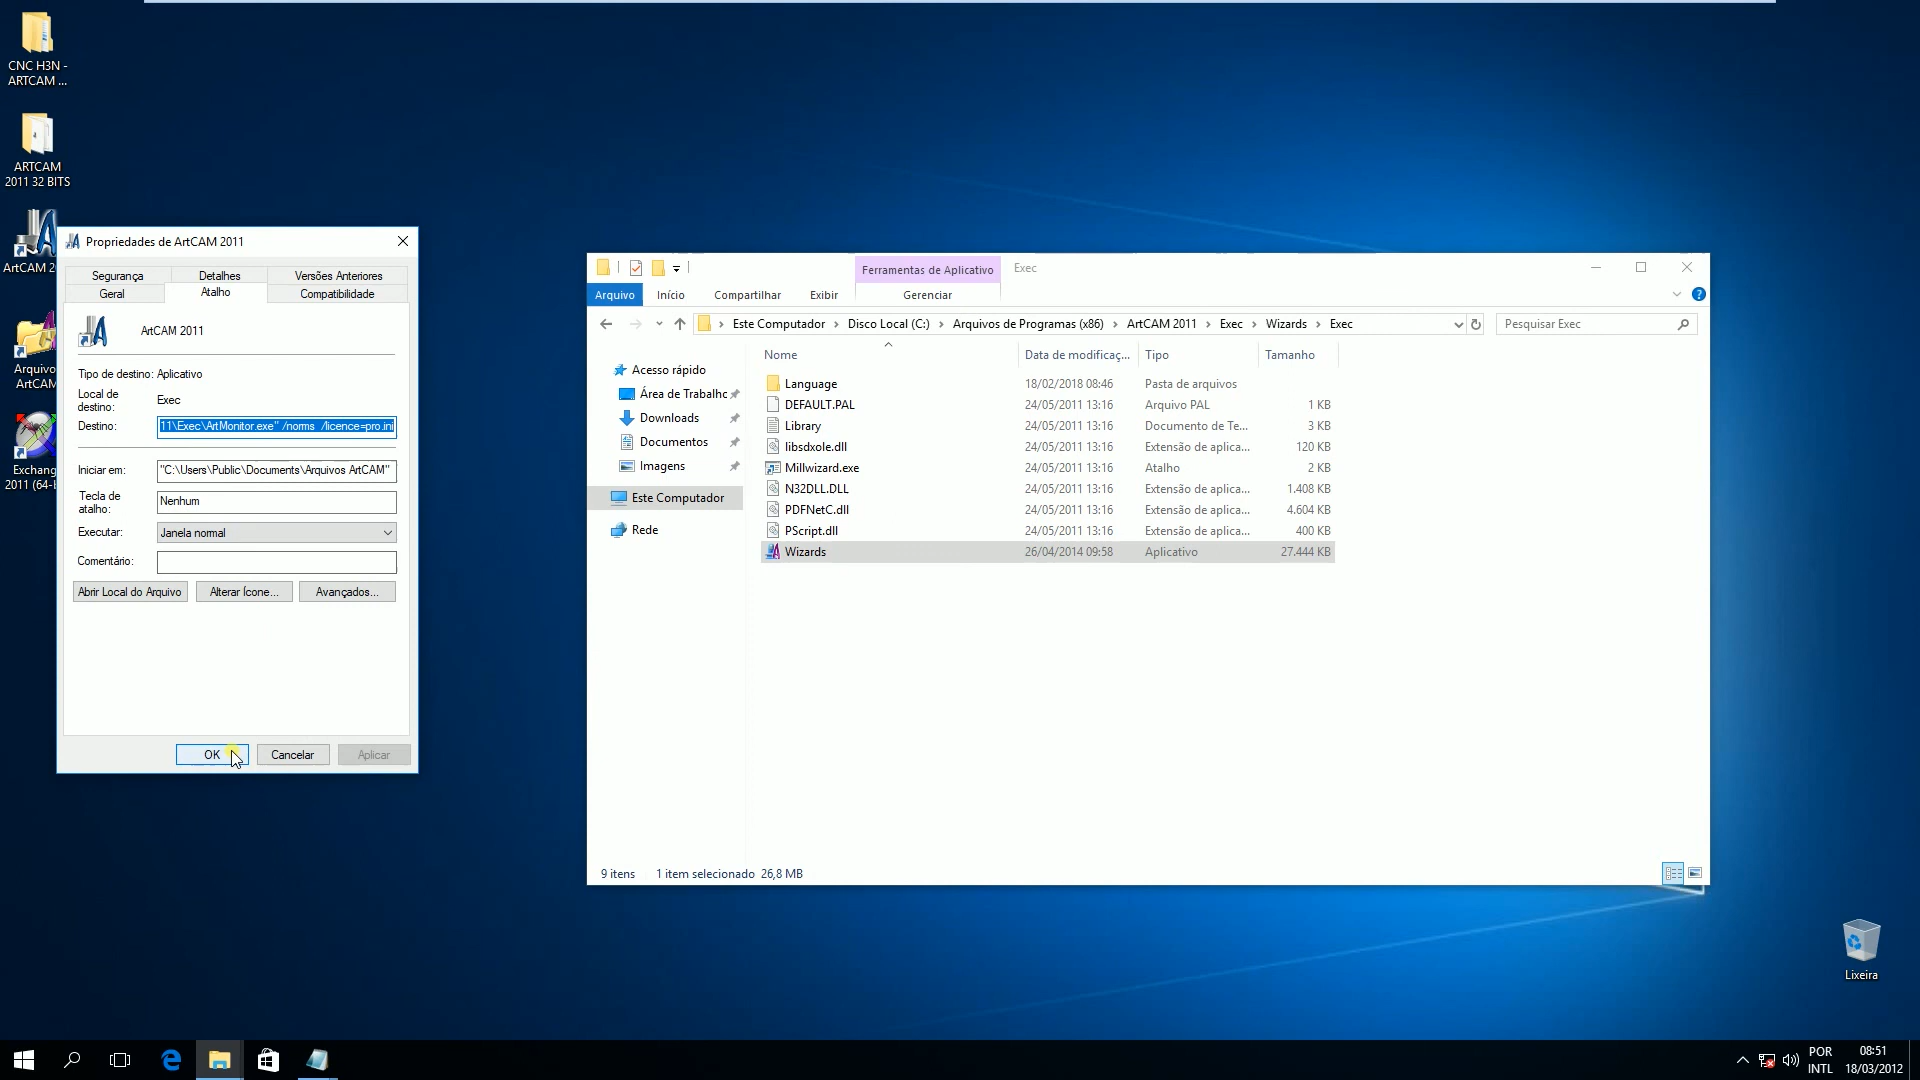 CNC H3N -
ARTCAM ...
ARTCAM
2011 32 BITS
ArtCAM 2
Arquivo
ArtCAM
Exchang
2011 (64-b
Propriedades de ArtCAM 2011
Segurança
Detalhes
Versões Anteriores
Geral
Atalho
Compatibilidade
ArtCAM 2011
Tipo de destino: Aplicativo
Local de
destino:
Exec
Destino:
11\Exec\ArtMonitor.exe" /norms /licence=pro.ini
Iniciar em:
"C:\Users\Public\Documents\Arquivos ArtCAM"
Tecla de
atalho:
Nenhum
Executar:
Janela normal
Comentário:
Abrir Local do Arquivo
Alterar Ícone...
Avançados...
OK
Cancelar
Aplicar
Ferramentas de Aplicativo
Exec
Arquivo
Início
Compartilhar
Exibir
Gerenciar
Este Computador › Disco Local (C:) › Arquivos de Programas (x86) › ArtCAM 2011 › Exec › Wizards › Exec
Pesquisar Exec
Acesso rápido
Área de Trabalho
Downloads
Documentos
Imagens
Este Computador
Rede
Nome
Data de modificaç...
Tipo
Tamanho
Language 18/02/2018 08:46 Pasta de arquivos
DEFAULT.PAL 24/05/2011 13:16 Arquivo PAL 1 KB
Library 24/05/2011 13:16 Documento de Te... 3 KB
libsdxole.dll 24/05/2011 13:16 Extensão de aplica... 120 KB
Millwizard.exe 24/05/2011 13:16 Atalho 2 KB
N32DLL.DLL 24/05/2011 13:16 Extensão de aplica... 1.408 KB
PDFNetC.dll 24/05/2011 13:16 Extensão de aplica... 4.604 KB
PScript.dll 24/05/2011 13:16 Extensão de aplica... 400 KB
Wizards 26/04/2014 09:58 Aplicativo 27.444 KB
9 itens
1 item selecionado 26,8 MB
Lixeira
POR
INTL
08:51
18/03/2012